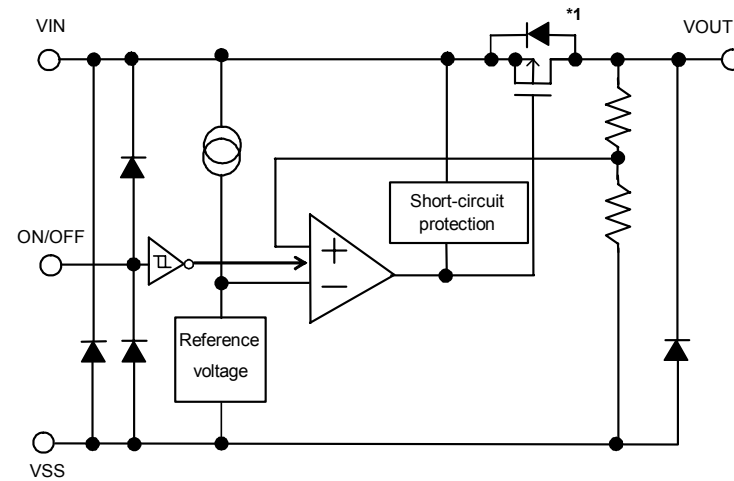 *1
VIN
VOUT
Short-circuit
protection
ON/OFF
+
−
Reference
voltage
VSS